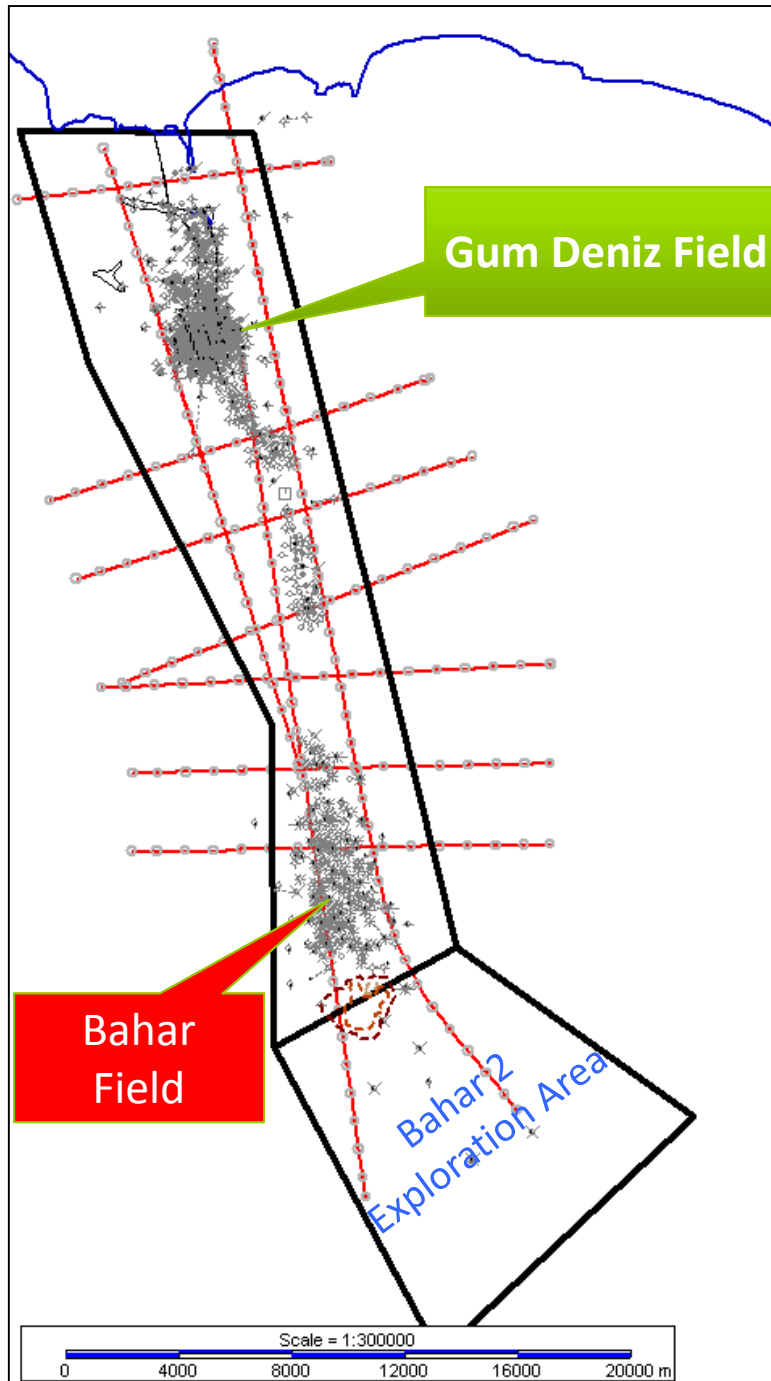 Gum Deniz Field
Bahar
Field
Bahar 2
Exploration Area
Scale = 1:300000
0 4000 8000 12000 16000 20000 m